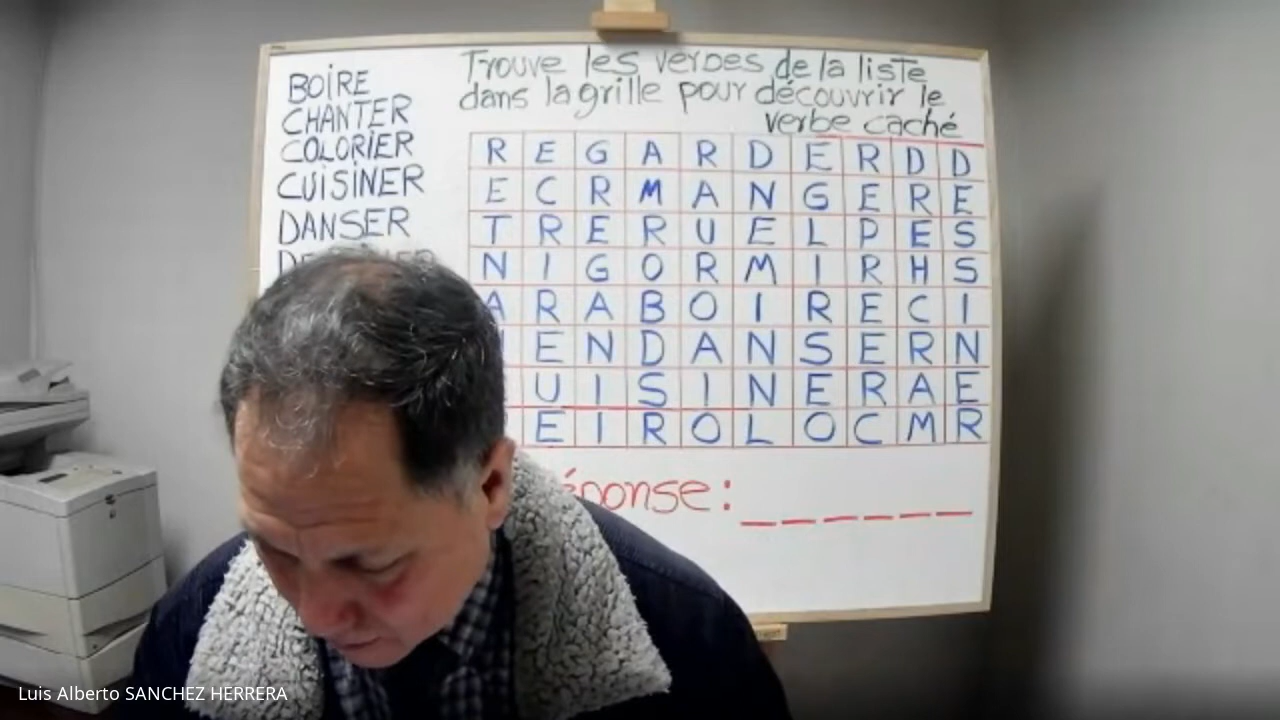 Trouve les verbes de la liste
dans la grille pour découvrir le
verbe caché
BOIRE
CHANTER
COLORIER
CUISINER
DANSER
R E G A R D E R D D
E C R M A N G E R E
T R E R U E L P E S
N I G O R M I R H S
A R A B O I R E C I
E N D A N S E R N
U I S I N E R A E
E I R O L O C M R
éponse : _ _ _ _ _ _
Luis Alberto SANCHEZ HERRERA